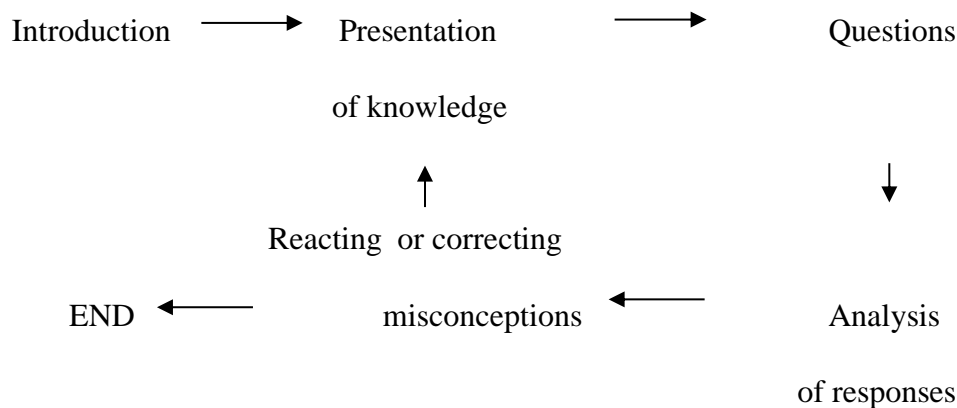 Introduction Presentation Questions
of knowledge
Reacting or correcting
END misconceptions Analysis
of responses